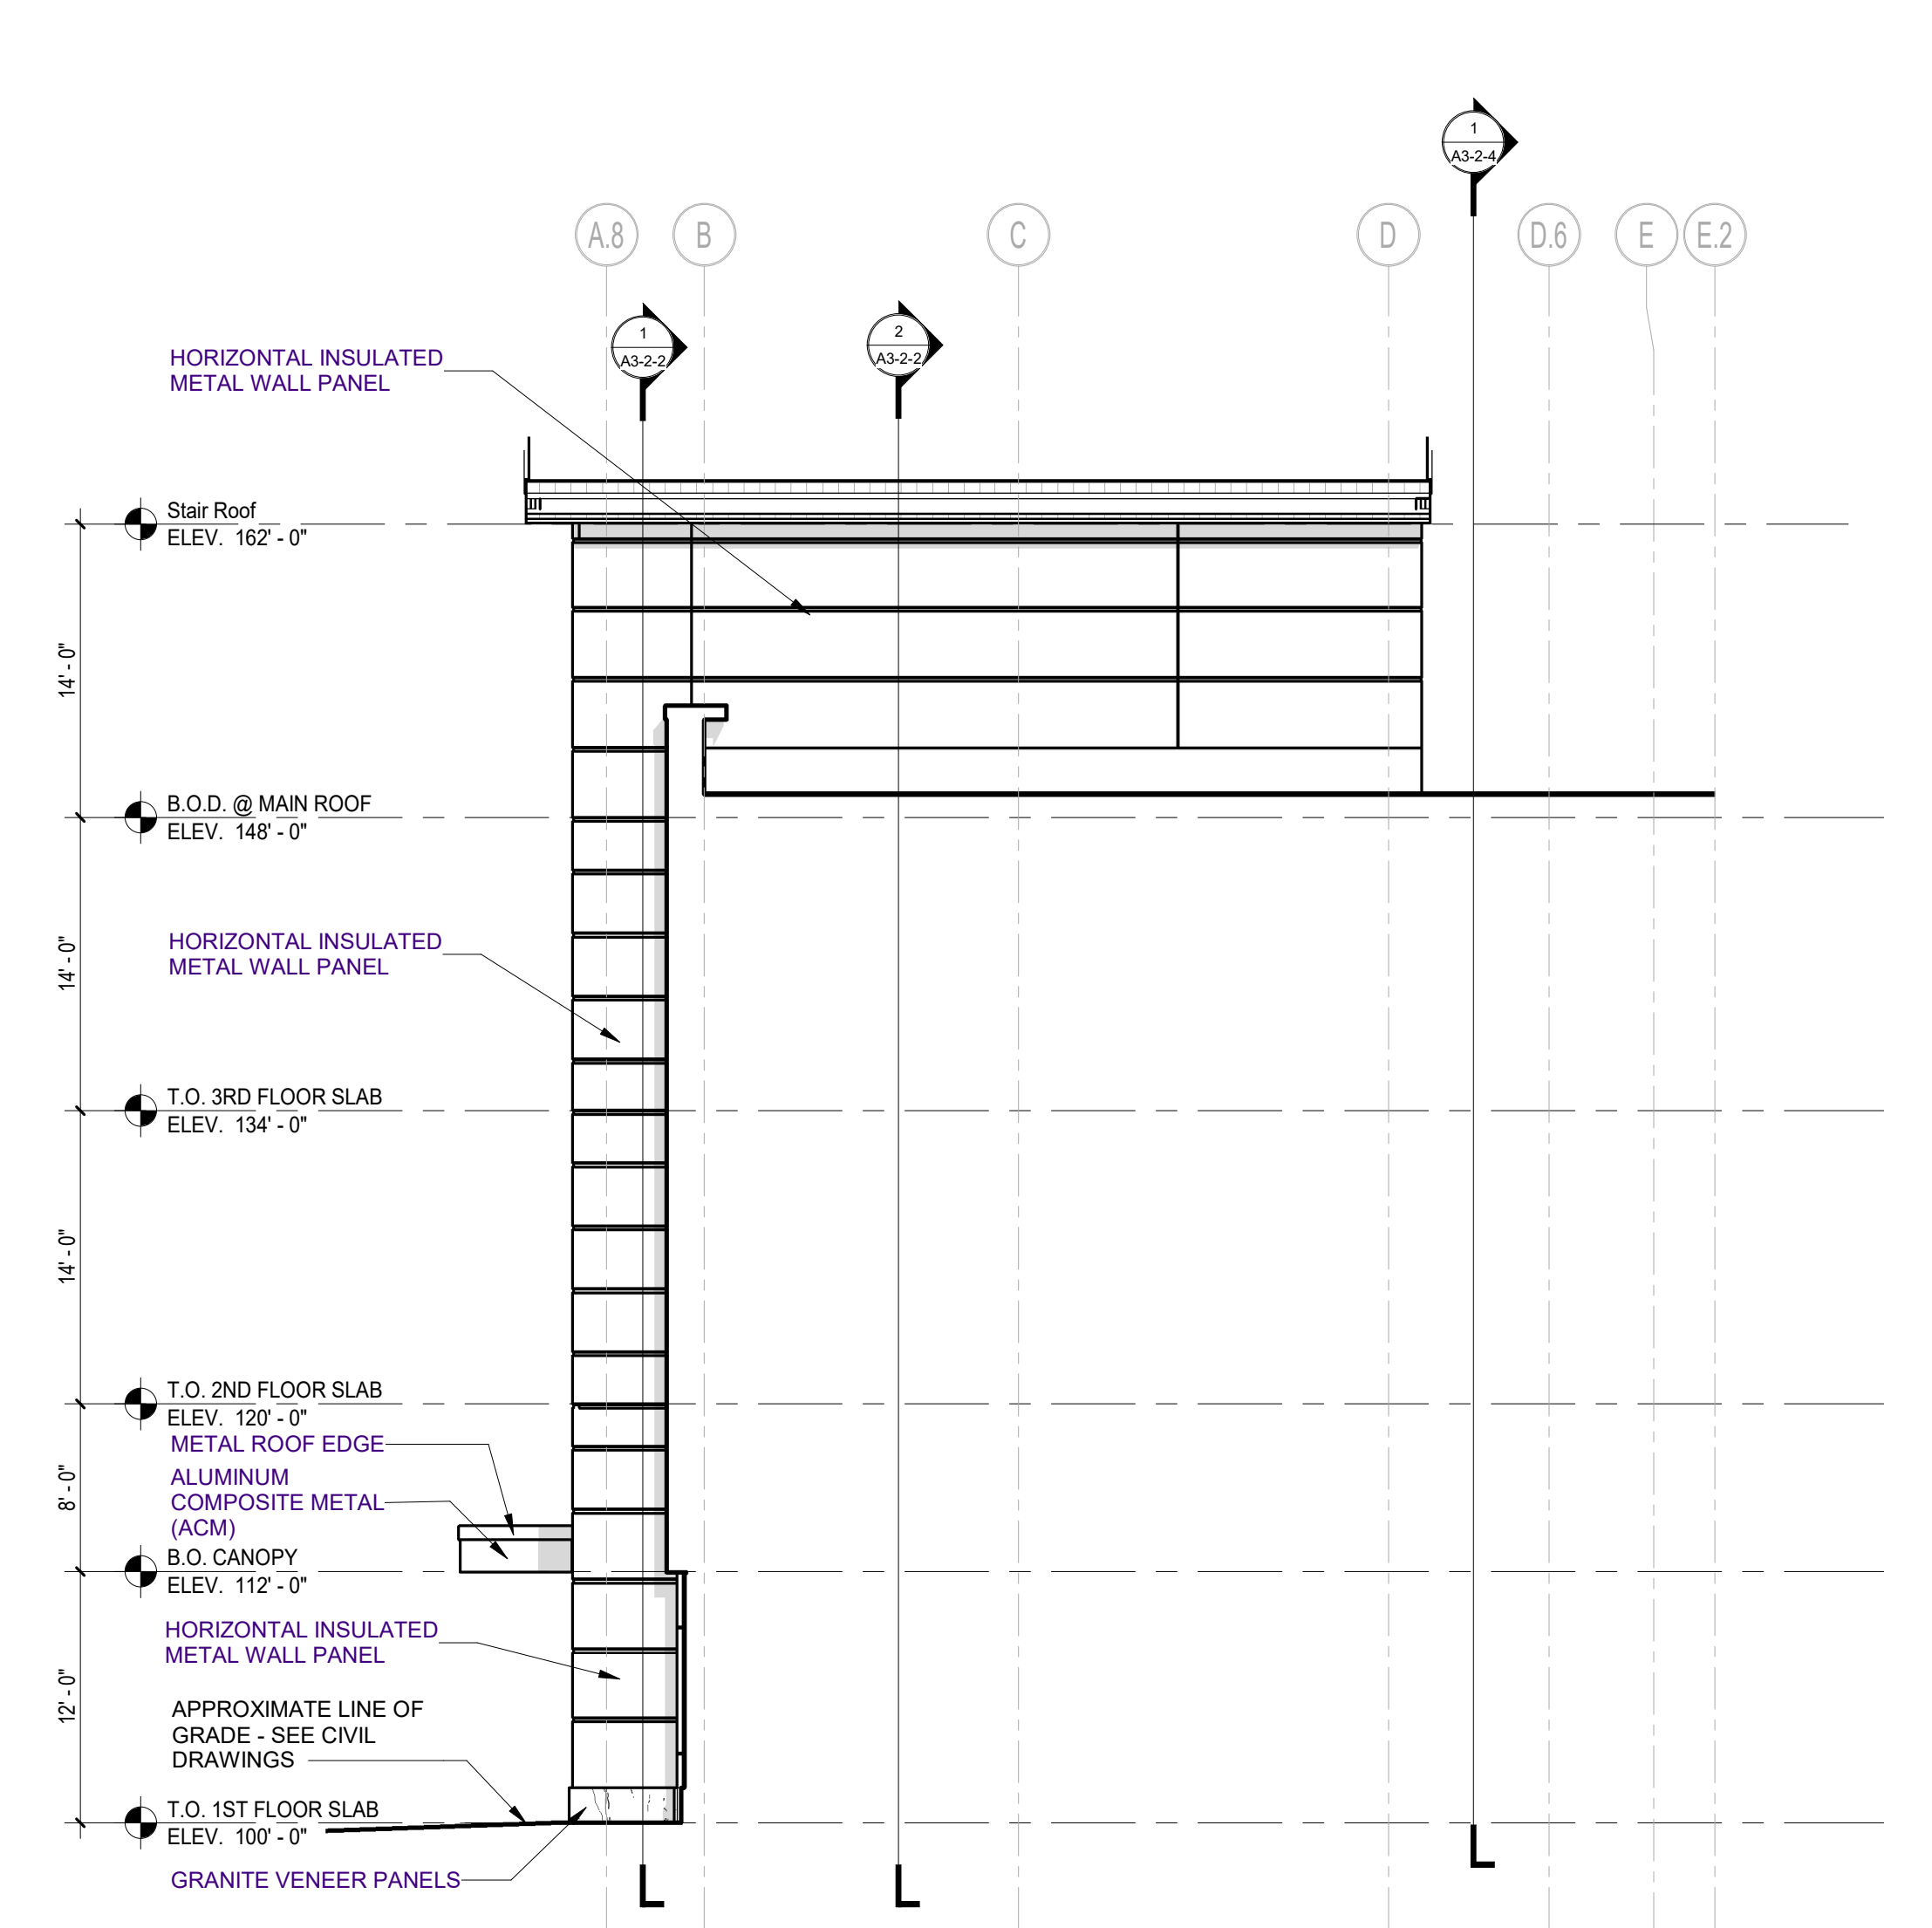 1
A3-2-4
A.8
B
C
D
D.6
E
E.2
1
A3-2-2
2
A3-2-2
HORIZONTAL INSULATED
METAL WALL PANEL
Stair Roof
ELEV. 162' - 0"
14' - 0"
B.O.D. @ MAIN ROOF
ELEV. 148' - 0"
HORIZONTAL INSULATED
METAL WALL PANEL
14' - 0"
T.O. 3RD FLOOR SLAB
ELEV. 134' - 0"
14' - 0"
T.O. 2ND FLOOR SLAB
ELEV. 120' - 0"
METAL ROOF EDGE
ALUMINUM
COMPOSITE METAL
(ACM)
8' - 0"
B.O. CANOPY
ELEV. 112' - 0"
HORIZONTAL INSULATED
METAL WALL PANEL
12' - 0"
APPROXIMATE LINE OF
GRADE - SEE CIVIL
DRAWINGS
T.O. 1ST FLOOR SLAB
ELEV. 100' - 0"
GRANITE VENEER PANELS